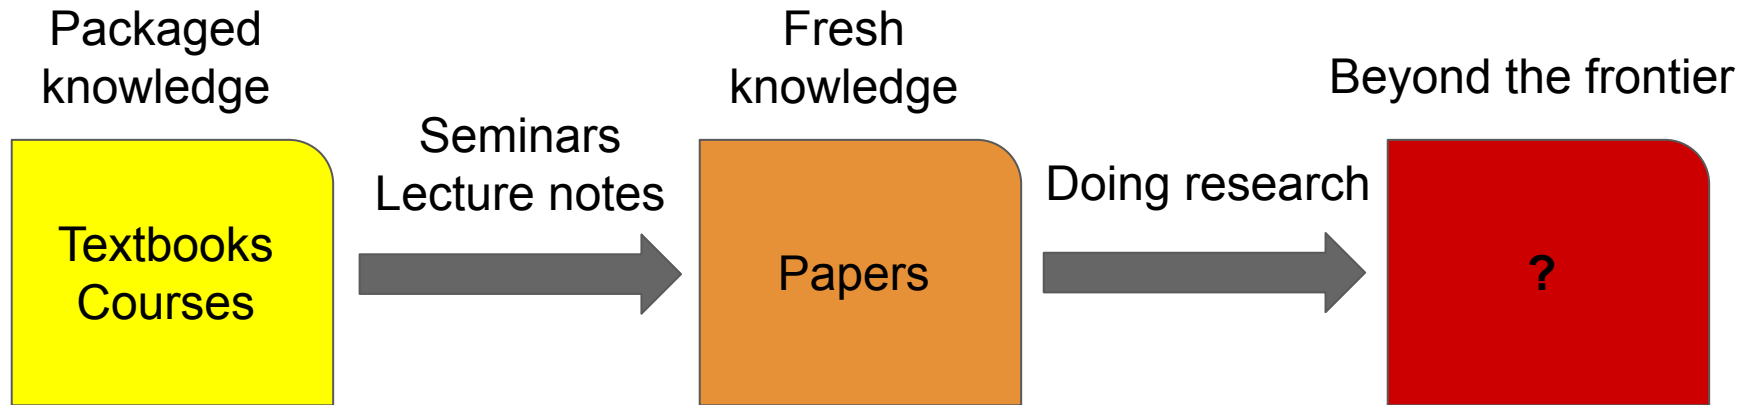 Packaged
knowledge
Textbooks
Courses
Seminars
Lecture notes
Fresh
knowledge
Papers
Doing research
Beyond the frontier
?